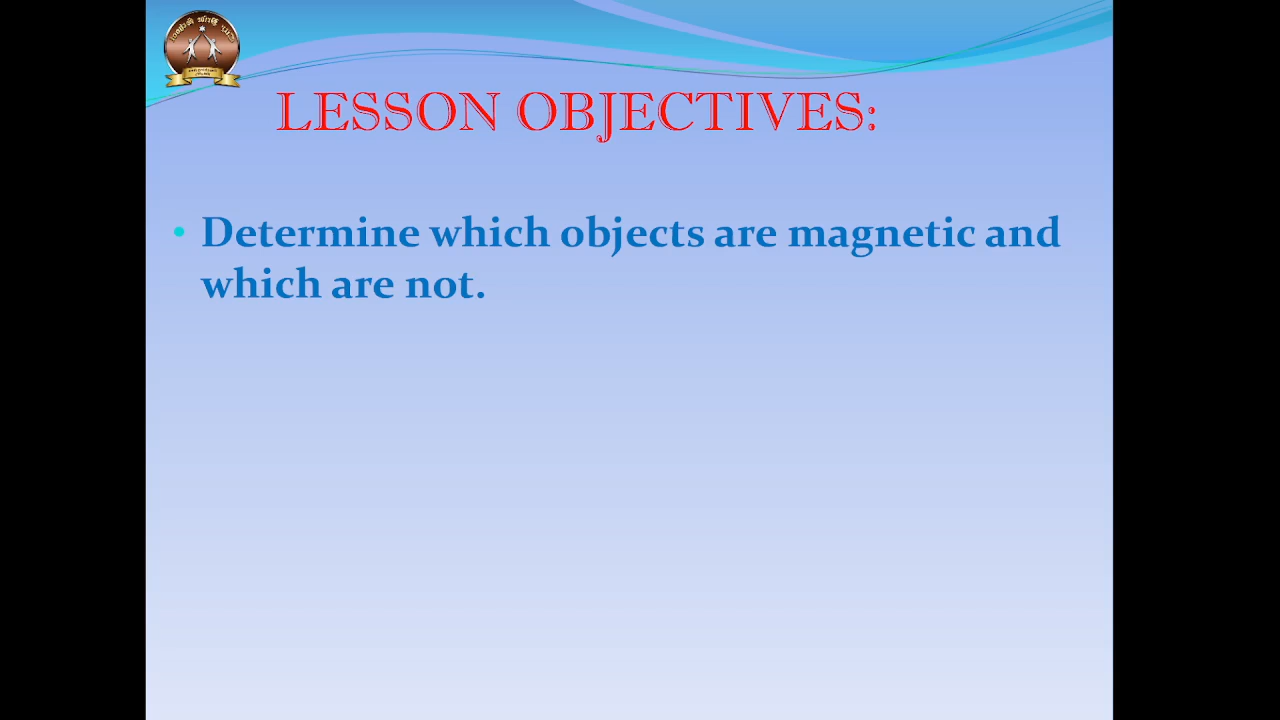 LESSON OBJECTIVES:
• Determine which objects are magnetic and
which are not.